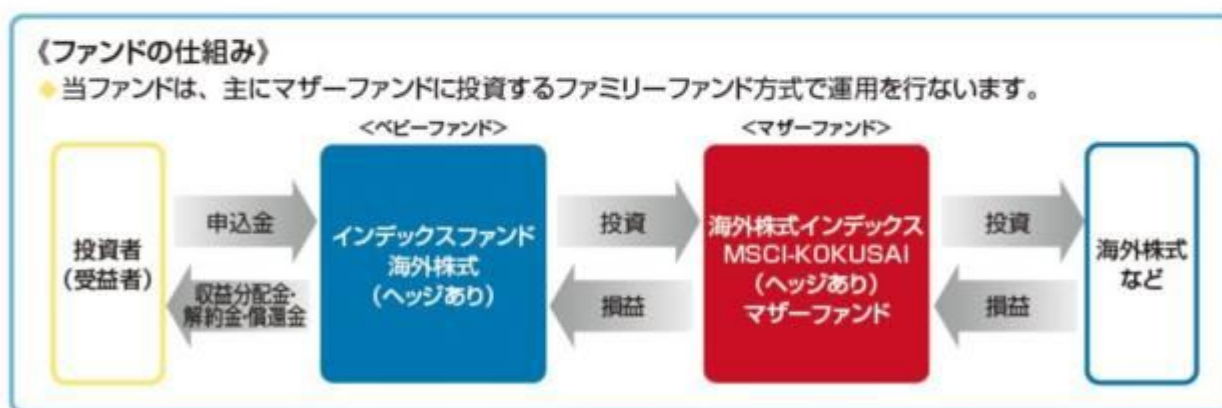 《ファンドの仕組み》
◆当ファンドは、主にマザーファンドに投資するファミリーファンド方式で運用を行ないます。
<ベビーファンド>
<マザーファンド>
投資者
(受益者)
申込金
収益分配金・
解約金・償還金
インデックスファンド
海外株式
(ヘッジあり)
投資
損益
海外株式インデックス
MSCI-KOKUSAI
(ヘッジあり)
マザーファンド
投資
損益
海外株式
など